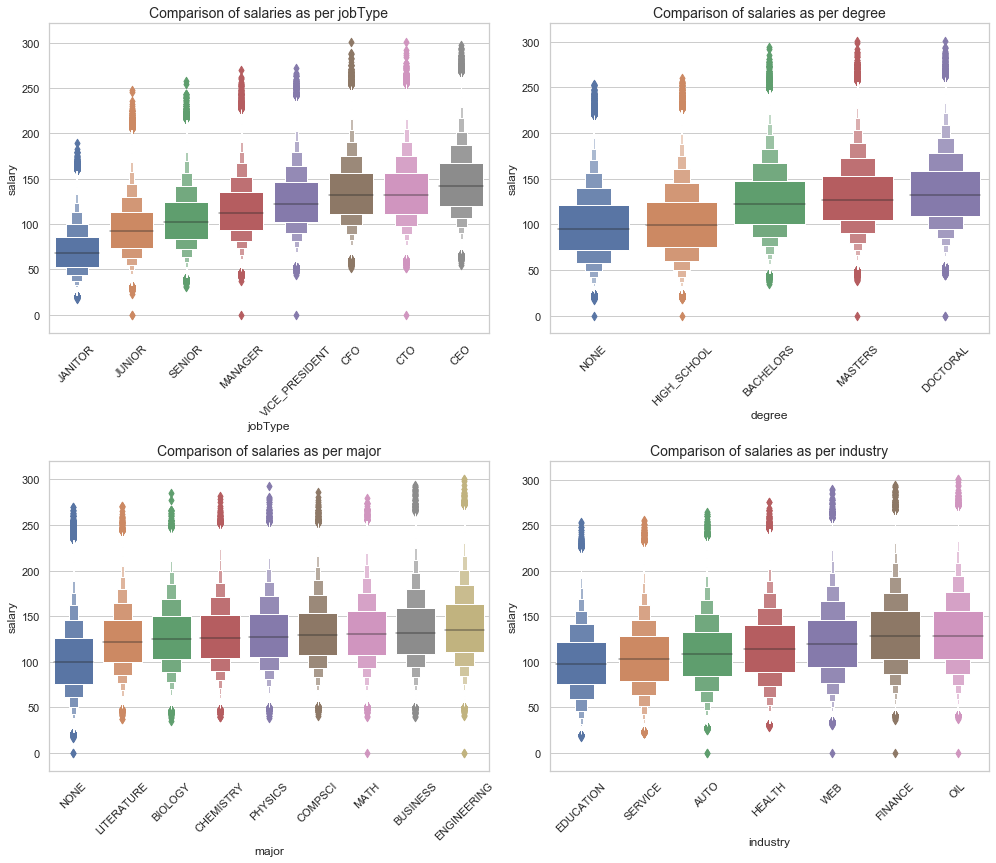 Comparison of salaries as per jobType
300
250
200
150
100
50
0
salary
JANITOR
JUNIOR
SENIOR
MANAGER
VICE_PRESIDENT
CFO
CTO
CEO
jobType
Comparison of salaries as per degree
300
250
200
150
100
50
0
salary
NONE
HIGH_SCHOOL
BACHELORS
MASTERS
DOCTORAL
degree
Comparison of salaries as per major
300
250
200
150
100
50
0
salary
NONE
LITERATURE
BIOLOGY
CHEMISTRY
PHYSICS
COMPSCI
MATH
BUSINESS
ENGINEERING
major
Comparison of salaries as per industry
300
250
200
150
100
50
0
salary
EDUCATION
SERVICE
AUTO
HEALTH
WEB
FINANCE
OIL
industry